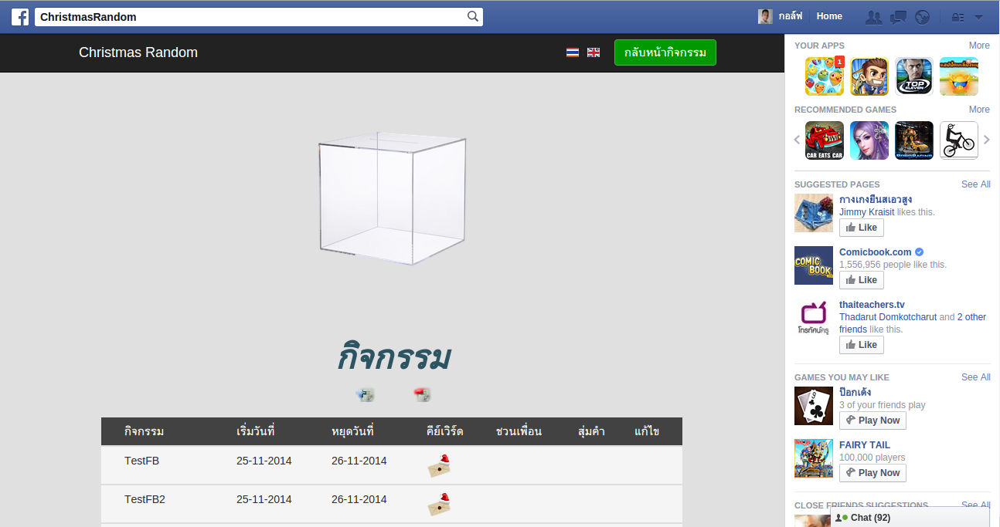 ChristmasRandom
กอล์ฟ Home
Christmas Random
กลับหน้ากิจกรรม
กิจกรรม
กิจกรรม เริ่มวันที่ หยุดวันที่ คีย์เวิร์ด ชวนเพื่อน สุ่มคำ แก้ไข
TestFB 25-11-2014 26-11-2014
TestFB2 25-11-2014 26-11-2014
YOUR APPS More
1
TOP
ELEVEN
RECOMMENDED GAMES More
CAR EATS CAR
ROBORACING
SUGGESTED PAGES See All
กางเกงยีนสเอวสูง
Jimmy Kraisit likes this.
Like
COMIC
BOOK
Comicbook.com
1,556,956 people like this.
Like
โทรทัศน์ครู
thaiteachers.tv
Thadarut Domkotcharut and 2 other
friends like this.
Like
GAMES YOU MAY LIKE See All
9
ป๊อกเด้ง
3 of your friends play
Play Now
FAIRY TAIL
100,000 players
Play Now
CLOSE FRIENDS SUGGESTIONS See All
Chat (92)